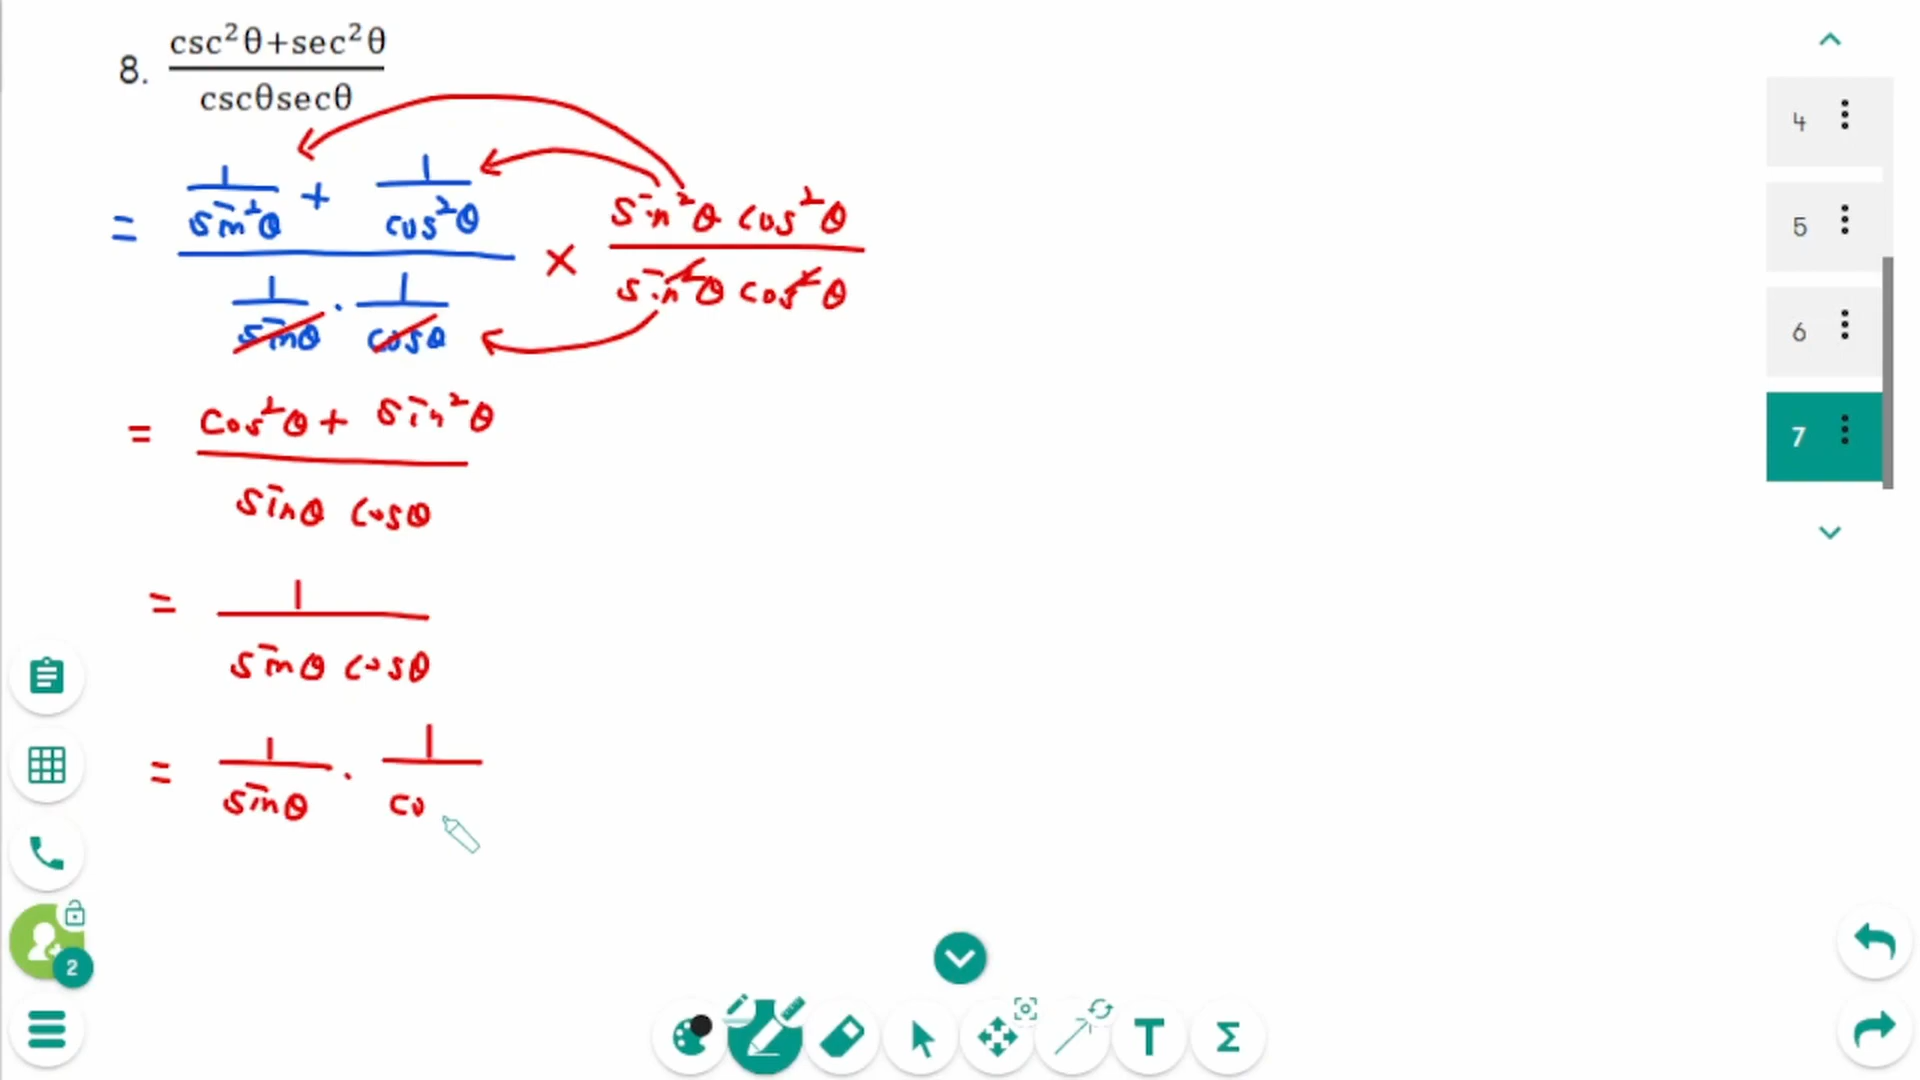 8. csc²θ+sec²θ
cscθsecθ
= 1/sin²θ + 1/cos²θ × sin²θ cos²θ
1/sinθ · 1/cosθ sin²θ cos²θ
= cos²θ + sin²θ
sinθ cosθ
= 1
sinθ cosθ
= 1/sinθ · 1/co
4
5
6
7
2
T
Σ